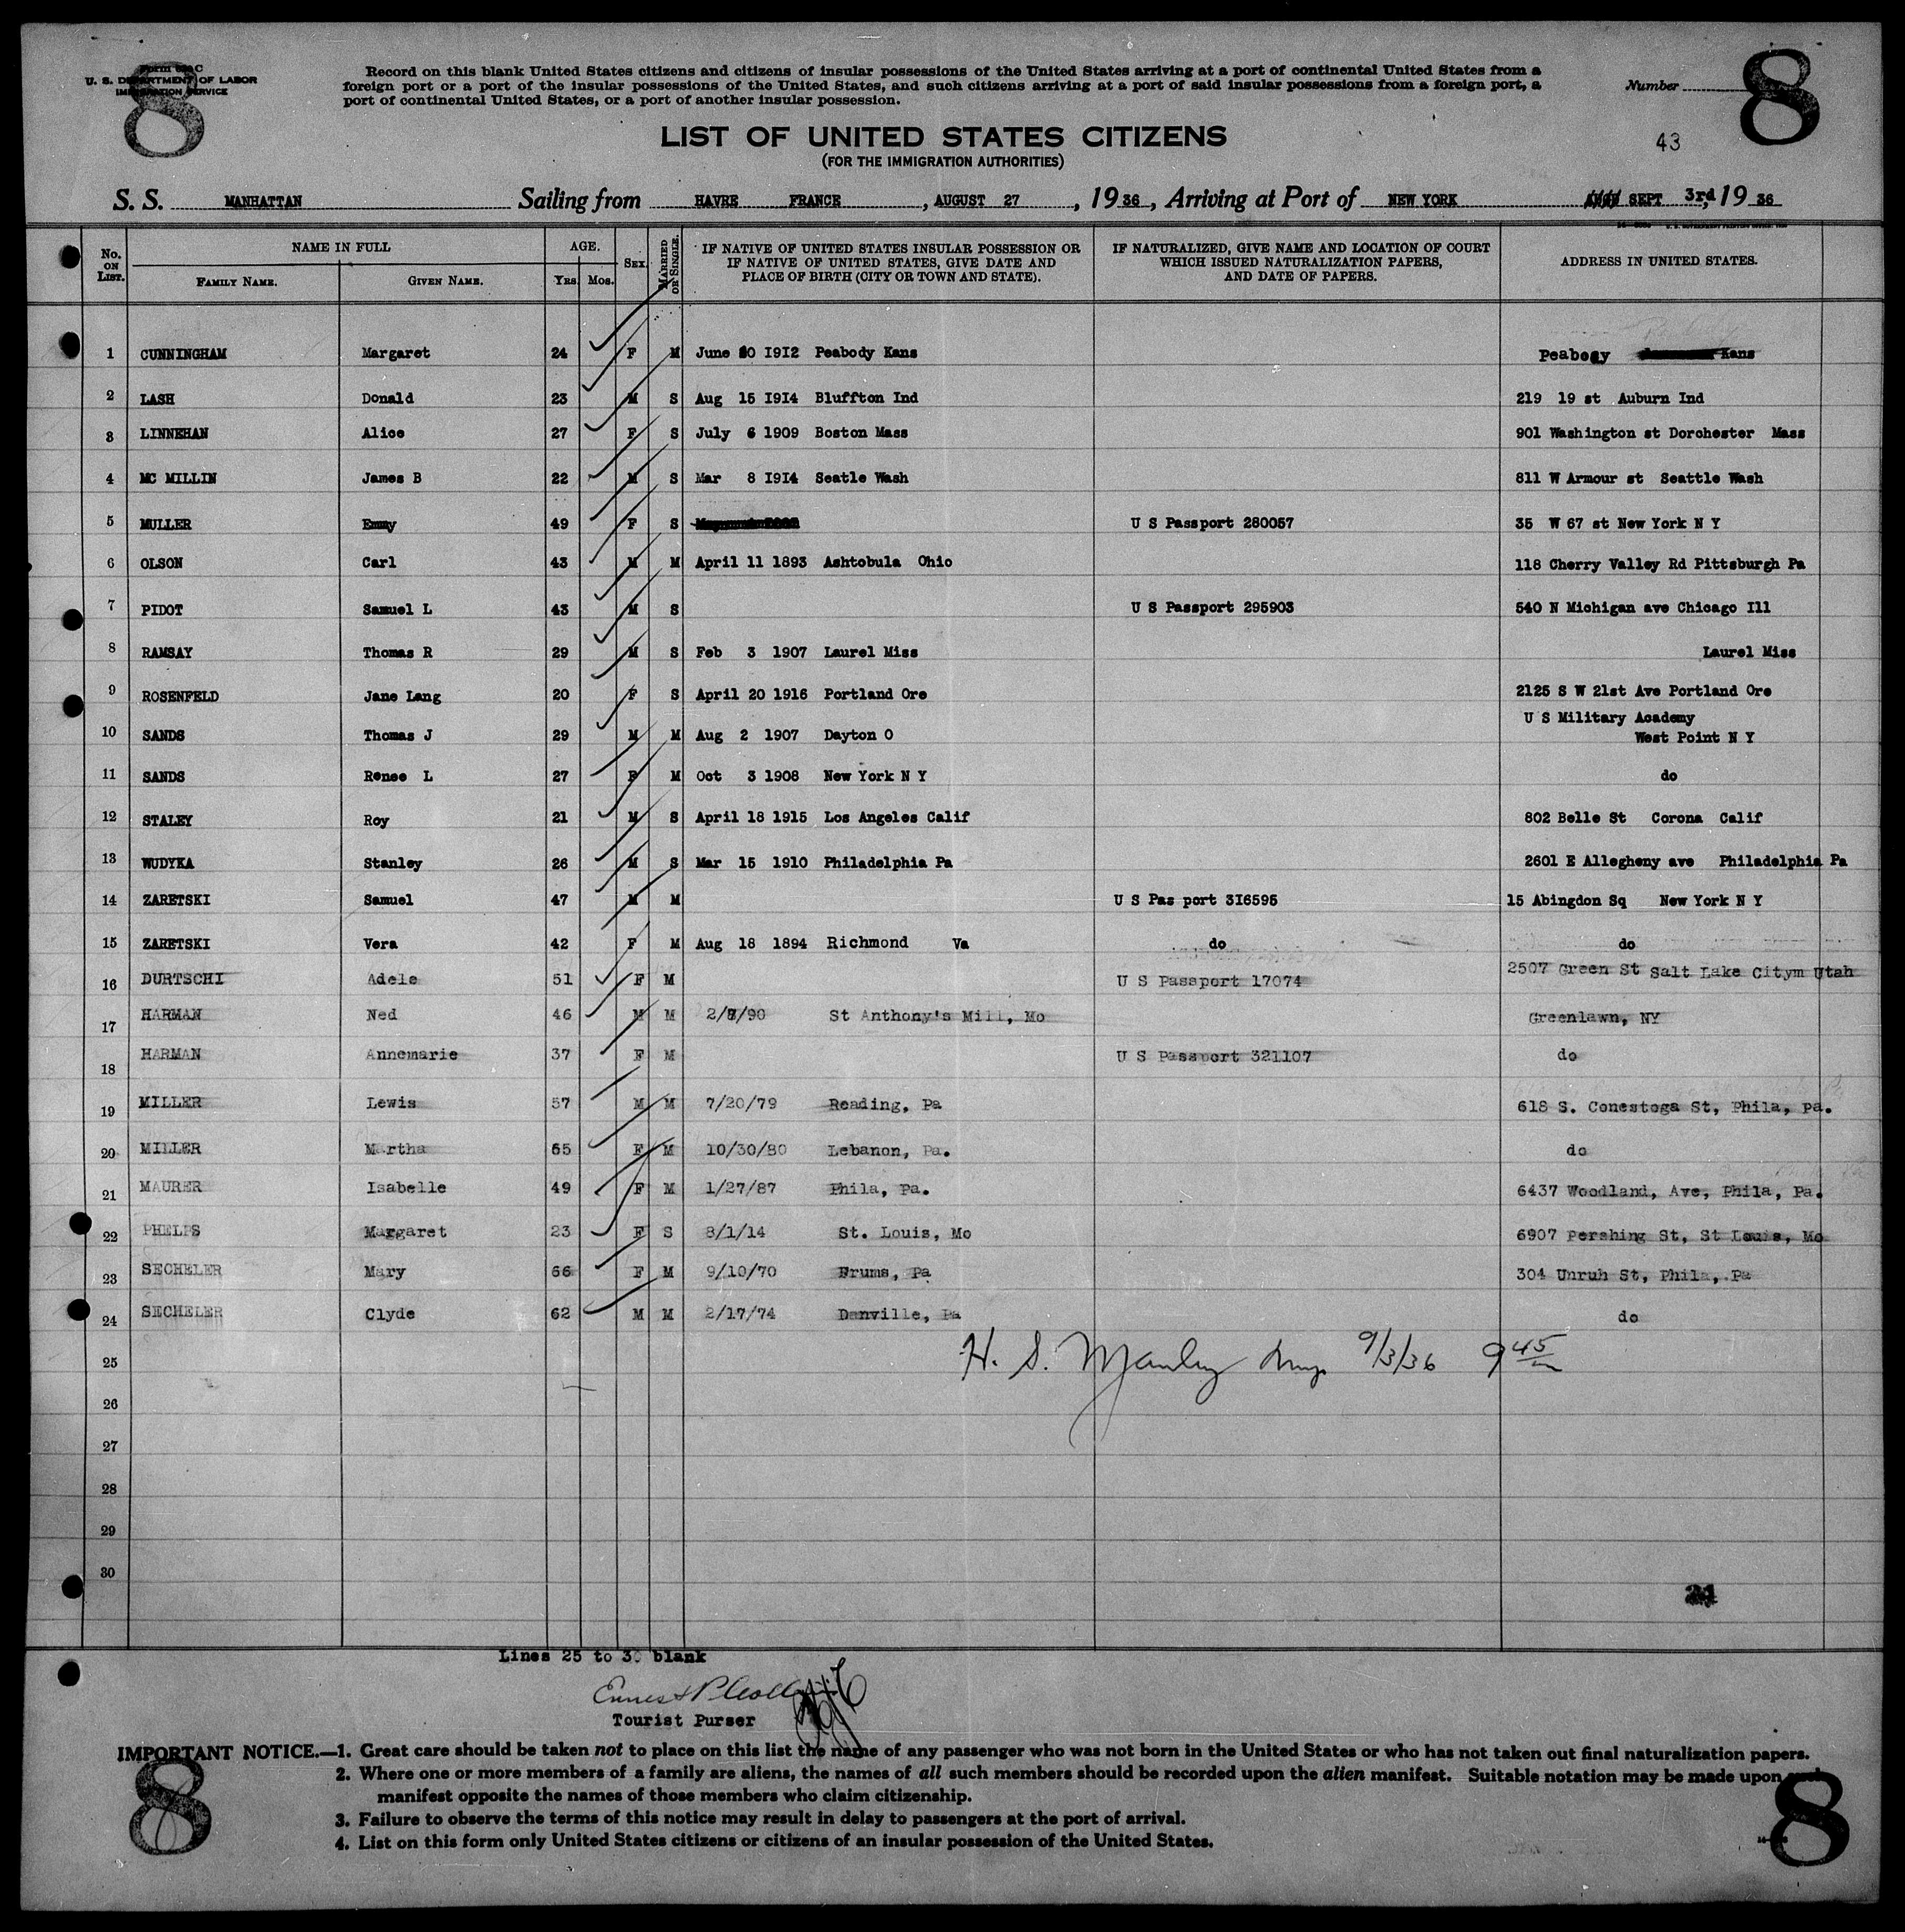 8
Form 630 C
U. S. DEPARTMENT OF LABOR
IMMIGRATION SERVICE
Record on this blank United States citizens and citizens of insular possessions of the United States arriving at a port of continental United States from a
foreign port or a port of the insular possessions of the United States, and such citizens arriving at a port of said insular possessions from a foreign port, a
port of continental United States, or a port of another insular possession.
Number 8
43
LIST OF UNITED STATES CITIZENS
(FOR THE IMMIGRATION AUTHORITIES)
S. S. MANHATTAN Sailing from HAVRE FRANCE , AUGUST 27 , 19 36 , Arriving at Port of NEW YORK SEPT 3rd, 19 36
No. ON LIST. NAME IN FULL AGE. SEX. MARRIED OR SINGLE. IF NATIVE OF UNITED STATES INSULAR POSSESSION OR IF NATIVE OF UNITED STATES, GIVE DATE AND PLACE OF BIRTH (CITY OR TOWN AND STATE). IF NATURALIZED, GIVE NAME AND LOCATION OF COURT WHICH ISSUED NATURALIZATION PAPERS, AND DATE OF PAPERS. ADDRESS IN UNITED STATES.
FAMILY NAME. GIVEN NAME. YRS. MOS.
1 CUNNINGHAM Margaret 24 F M June 1912 Peabody Kans Peabody Kans
2 LASH Donald 23 M S Aug 15 1914 Bluffton Ind 219 19 st Auburn Ind
3 LINNEHAN Alice 27 F S July 6 1909 Boston Mass 901 Washington st Dorchester Mass
4 MC MILLIN James B 22 M S Mar 8 1914 Seatle Wash 811 W Armour st Seattle Wash
5 MULLER Emmy 49 F S U S Passport 280057 35 W 67 st New York N Y
6 OLSON Carl 43 M M April 11 1893 Ashtobula Ohio 118 Cherry Valley Rd Pittsburgh Pa
7 PIDOT Samuel L 43 M S U S Passport 295903 540 N Michigan ave Chicago Ill
8 RAMSAY Thomas R 29 M S Feb 3 1907 Laurel Miss Laurel Miss
9 ROSENFELD Jane Lang 20 F S April 20 1916 Portland Ore 2125 S W 21st Ave Portland Ore
10 SANDS Thomas J 29 M M Aug 2 1907 Dayton O U S Military Academy
West Point N Y
11 SANDS Renee L 27 F M Oct 3 1908 New York N Y do
12 STALEY Roy 21 M S April 18 1915 Los Angeles Calif 802 Belle St Corona Calif
13 WUDYKA Stanley 26 M S Mar 15 1910 Philadelphia Pa 2601 E Allegheny ave Philadelphia Pa
14 ZARETSKI Samuel 47 M M U S Pas port 316595 15 Abingdon Sq New York N Y
15 ZARETSKI Vera 42 F M Aug 18 1894 Richmond Va do do
16 DURTSCHI Adele 51 F M U S Passport 17074 2507 Green St Salt Lake Citym Utah
17 HARMAN Ned 46 M M St Anthony's Mill, Mo Greenlawn, NY
18 HARMAN Annemarie 37 F M U S Passport 321107 do
19 MILLER Lewis 57 M M 7/20/79 Reading, Pa 618 S. Conestoga St, Phila, pa.
20 MILLER Martha 55 F M 10/30/80 Lebanon, Pa. do
21 MAURER Isabelle 49 F M 1/27/87 Phila, Pa. 6437 Woodland, Ave, Phila, Pa.
22 PHELPS Margaret 23 F S 8/1/14 St. Louis, Mo 6907 Pershing St, St Louis, Mo
23 SECHELER Mary 66 F M 9/10/70 Frums, Pa 304 Unruh St, Phila, Pa
24 SECHELER Clyde 62 M M 2/17/74 Danville, Pa do
25 H. S. Manley Insp. 9/3/36 9 45
26
27
28
29
30
Lines 25 to 30 blank
Tourist Purser
IMPORTANT NOTICE.—1. Great care should be taken not to place on this list the name of any passenger who was not born in the United States or who has not taken out final naturalization papers.
2. Where one or more members of a family are aliens, the names of all such members should be recorded upon the alien manifest. Suitable notation may be made upon such
manifest opposite the names of those members who claim citizenship.
3. Failure to observe the terms of this notice may result in delay to passengers at the port of arrival.
4. List on this form only United States citizens or citizens of an insular possession of the United States.
8
8